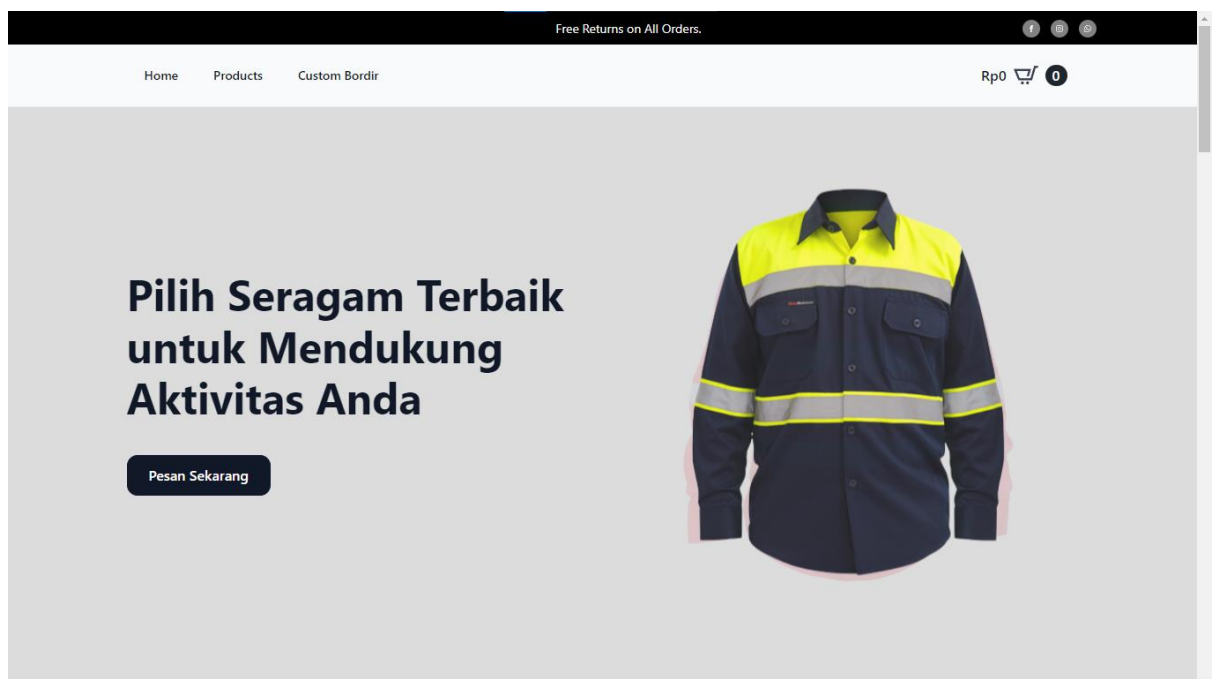 Free Returns on All Orders.
Home Products Custom Bordir
Rp0 0
Pilih Seragam Terbaik
untuk Mendukung
Aktivitas Anda
Pesan Sekarang